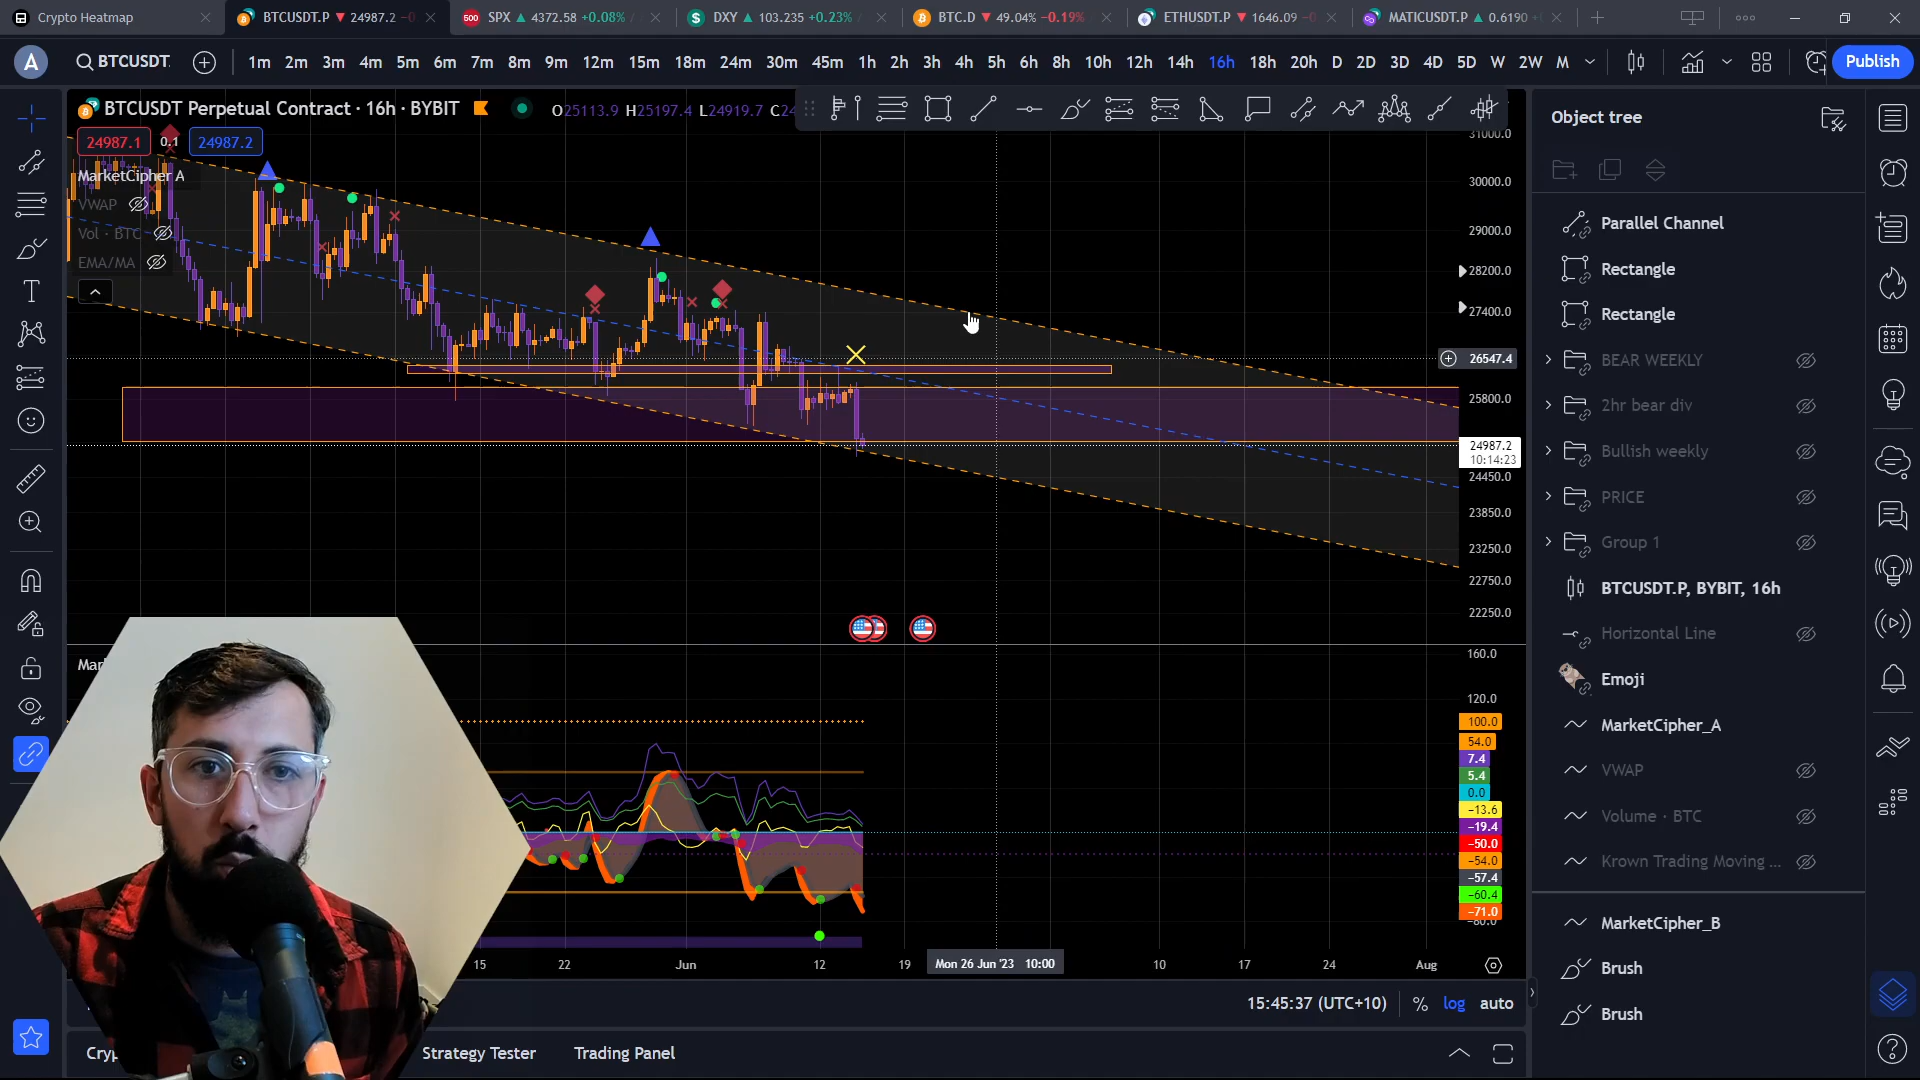 Crypto Heatmap
BTCUSDT.P ▼ 24987.2 −0
SPX ▲ 4372.58 +0.08%
DXY ▲ 103.235 +0.23%
BTC.D ▼ 49.04% −0.19%
ETHUSDT.P ▼ 1646.09
MATICUSDT.P ▲ 0.6190
A
BTCUSDT.
1m 2m 3m 4m 5m 6m 7m 8m 9m 12m 15m 18m 24m 30m 45m 1h 2h 3h 4h 5h 6h 8h 10h 12h 14h 16h 18h 20h D 2D 3D 4D 5D W 2W M
Publish
BTCUSDT Perpetual Contract · 16h · BYBIT
O25113.9 H25197.4 L24919.7 C24
24987.1
0.1
24987.2
MarketCipher A
VWAP
Vol · BTC
EMA/MA
31000.0
30000.0
29000.0
28200.0
27400.0
26547.4
25800.0
24987.2
10:14:23
24450.0
23850.0
23250.0
22750.0
22250.0
Mar
160.0
120.0
100.0
54.0
7.4
5.4
0.0
−13.6
−19.4
−50.0
−54.0
−57.4
−60.4
−71.0
−80.0
15
22
Jun
12
19
Mon 26 Jun '23 10:00
10
17
24
Aug
15:45:37 (UTC+10)
%
log
auto
Cryp
Strategy Tester
Trading Panel
Object tree
Parallel Channel
Rectangle
Rectangle
BEAR WEEKLY
2hr bear div
Bullish weekly
PRICE
Group 1
BTCUSDT.P, BYBIT, 16h
Horizontal Line
Emoji
MarketCipher_A
VWAP
Volume · BTC
Krown Trading Moving ...
MarketCipher_B
Brush
Brush